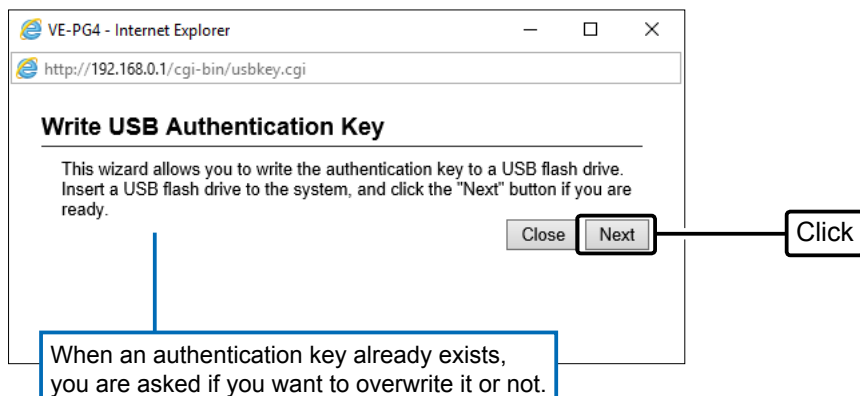 VE-PG4 - Internet Explorer
http://192.168.0.1/cgi-bin/usbkey.cgi
Write USB Authentication Key
This wizard allows you to write the authentication key to a USB flash drive.
Insert a USB flash drive to the system, and click the "Next" button if you are
ready.
Close Next
Click
When an authentication key already exists,
you are asked if you want to overwrite it or not.